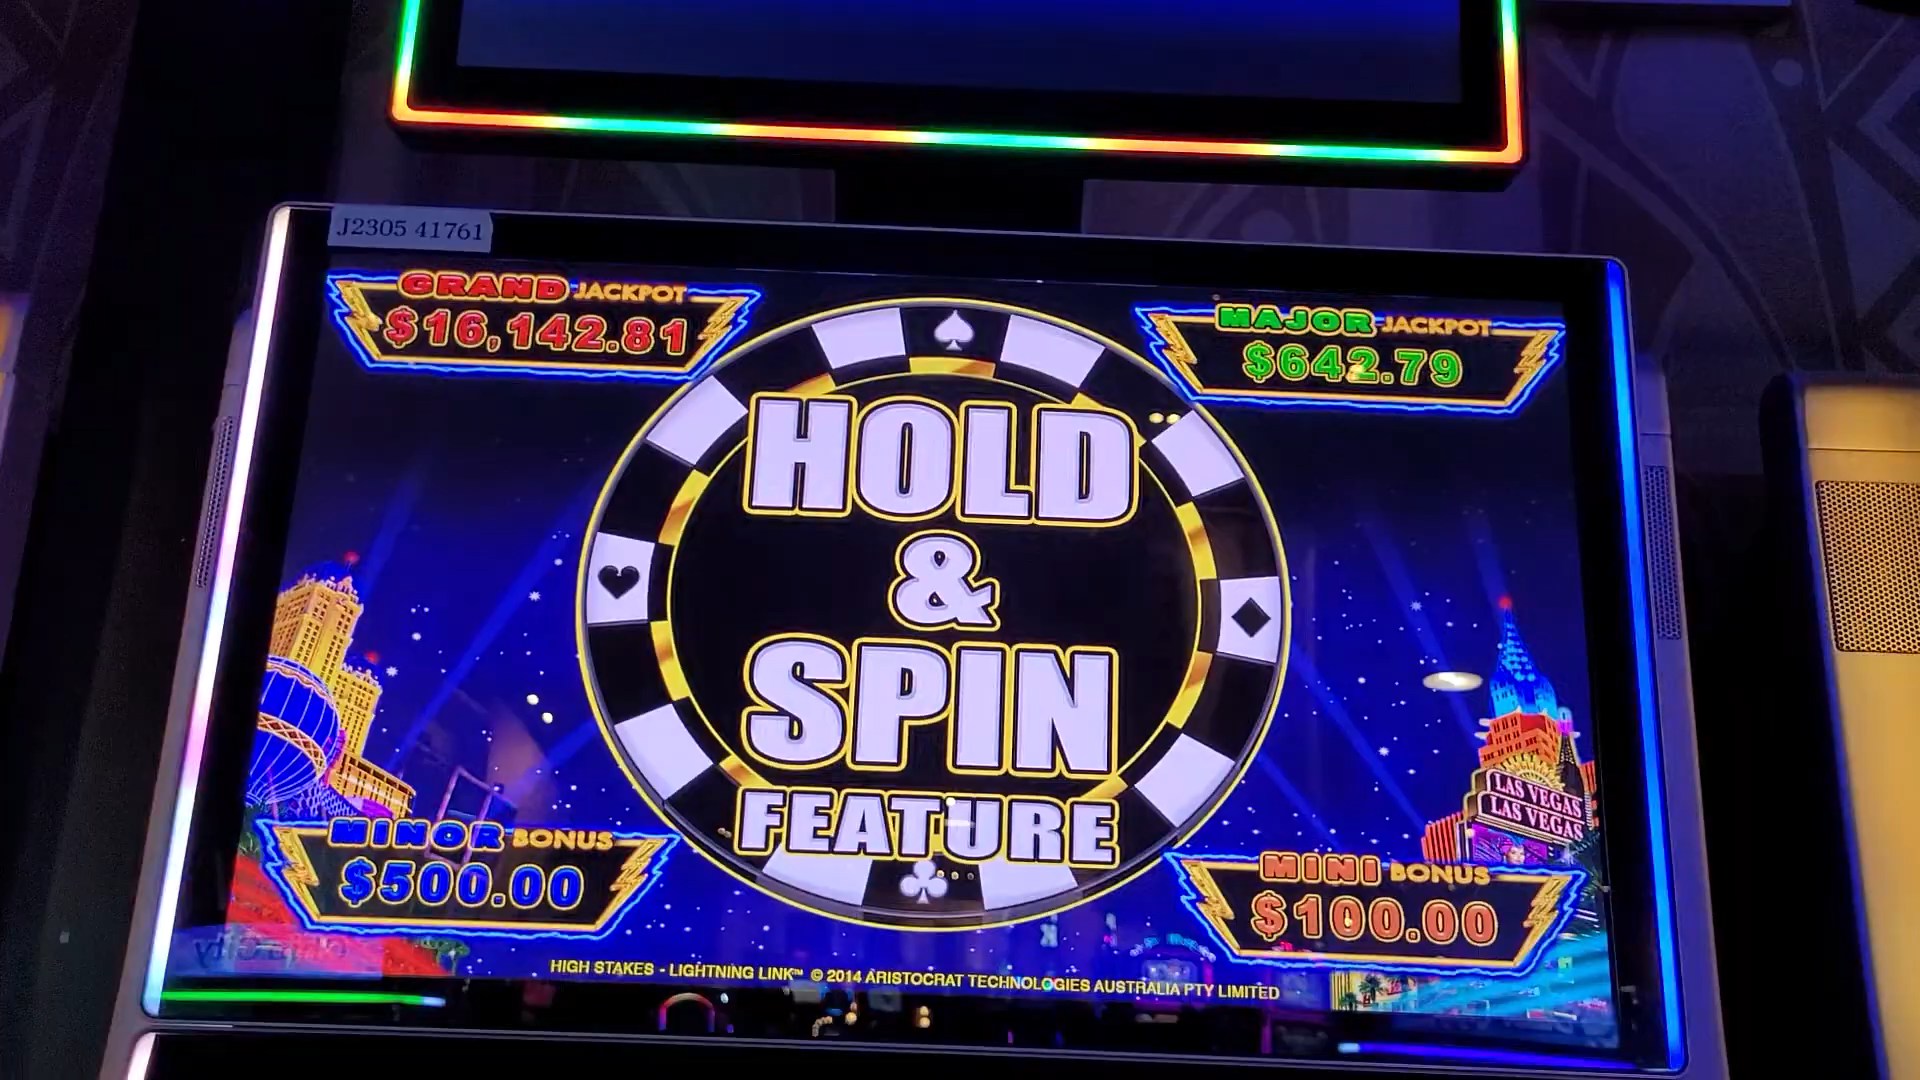 J2305 41761
GRAND JACKPOT
$16,142.81
MAJOR JACKPOT
$642.79
HOLD
&
SPIN
FEATURE
LAS VEGAS
LAS VEGAS
MINOR BONUS
$500.00
MINI BONUS
$100.00
HIGH STAKES - LIGHTNING LINK™ © 2014 ARISTOCRAT TECHNOLOGIES AUSTRALIA PTY LIMITED